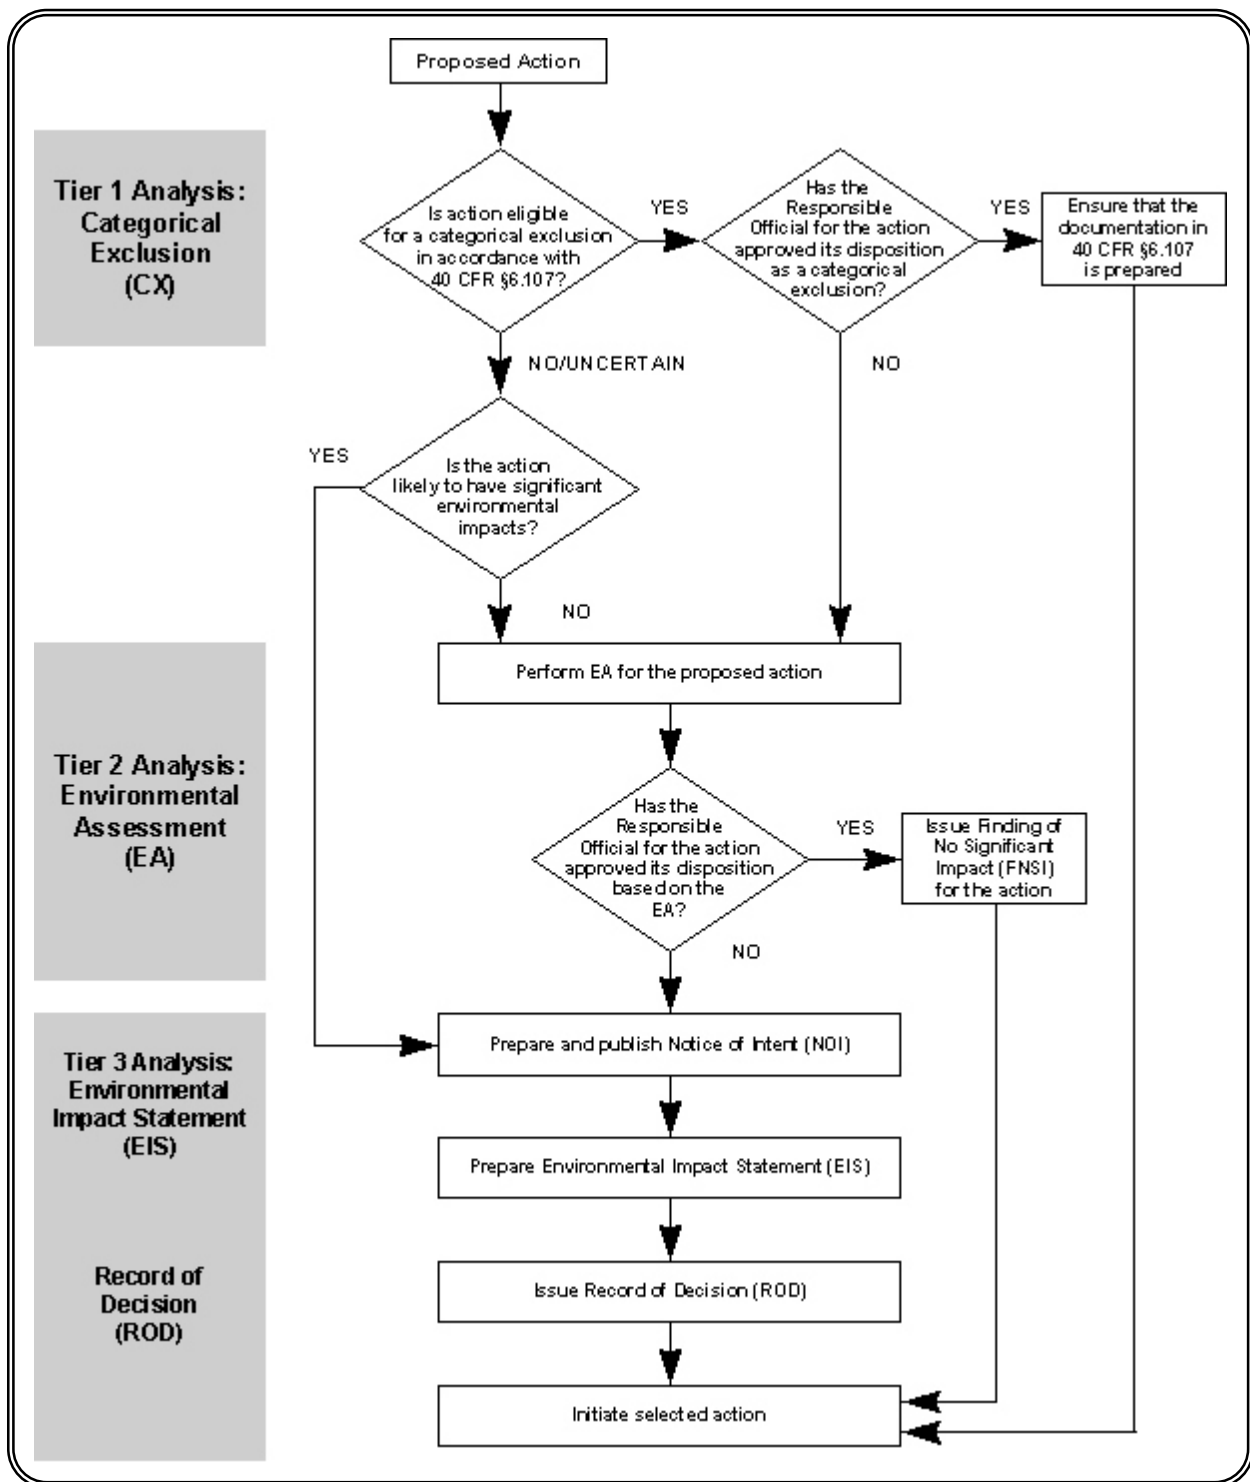 Proposed Action
Tier 1 Analysis:
Categorical
Exclusion
(CX)
Is action eligible
for a categorical exclusion
in accordance with
40 CFR §6.107?
YES
Has the
Responsible
Official for the action
approved its disposition
as a categorical
exclusion?
YES
Ensure that the
documentation in
40 CFR §6.107
is prepared
NO/UNCERTAIN
NO
YES
Is the action
likely to have significant
environmental
impacts?
NO
Perform EA for the proposed action
Tier 2 Analysis:
Environmental
Assessment
(EA)
Has the
Responsible
Official for the action
approved its disposition
based on the
EA?
YES
Issue Finding of
No Significant
Impact (FNSI)
for the action
NO
Prepare and publish Notice of Intent (NOI)
Tier 3 Analysis:
Environmental
Impact Statement
(EIS)
Prepare Environmental Impact Statement (EIS)
Record of
Decision
(ROD)
Issue Record of Decision (ROD)
Initiate selected action